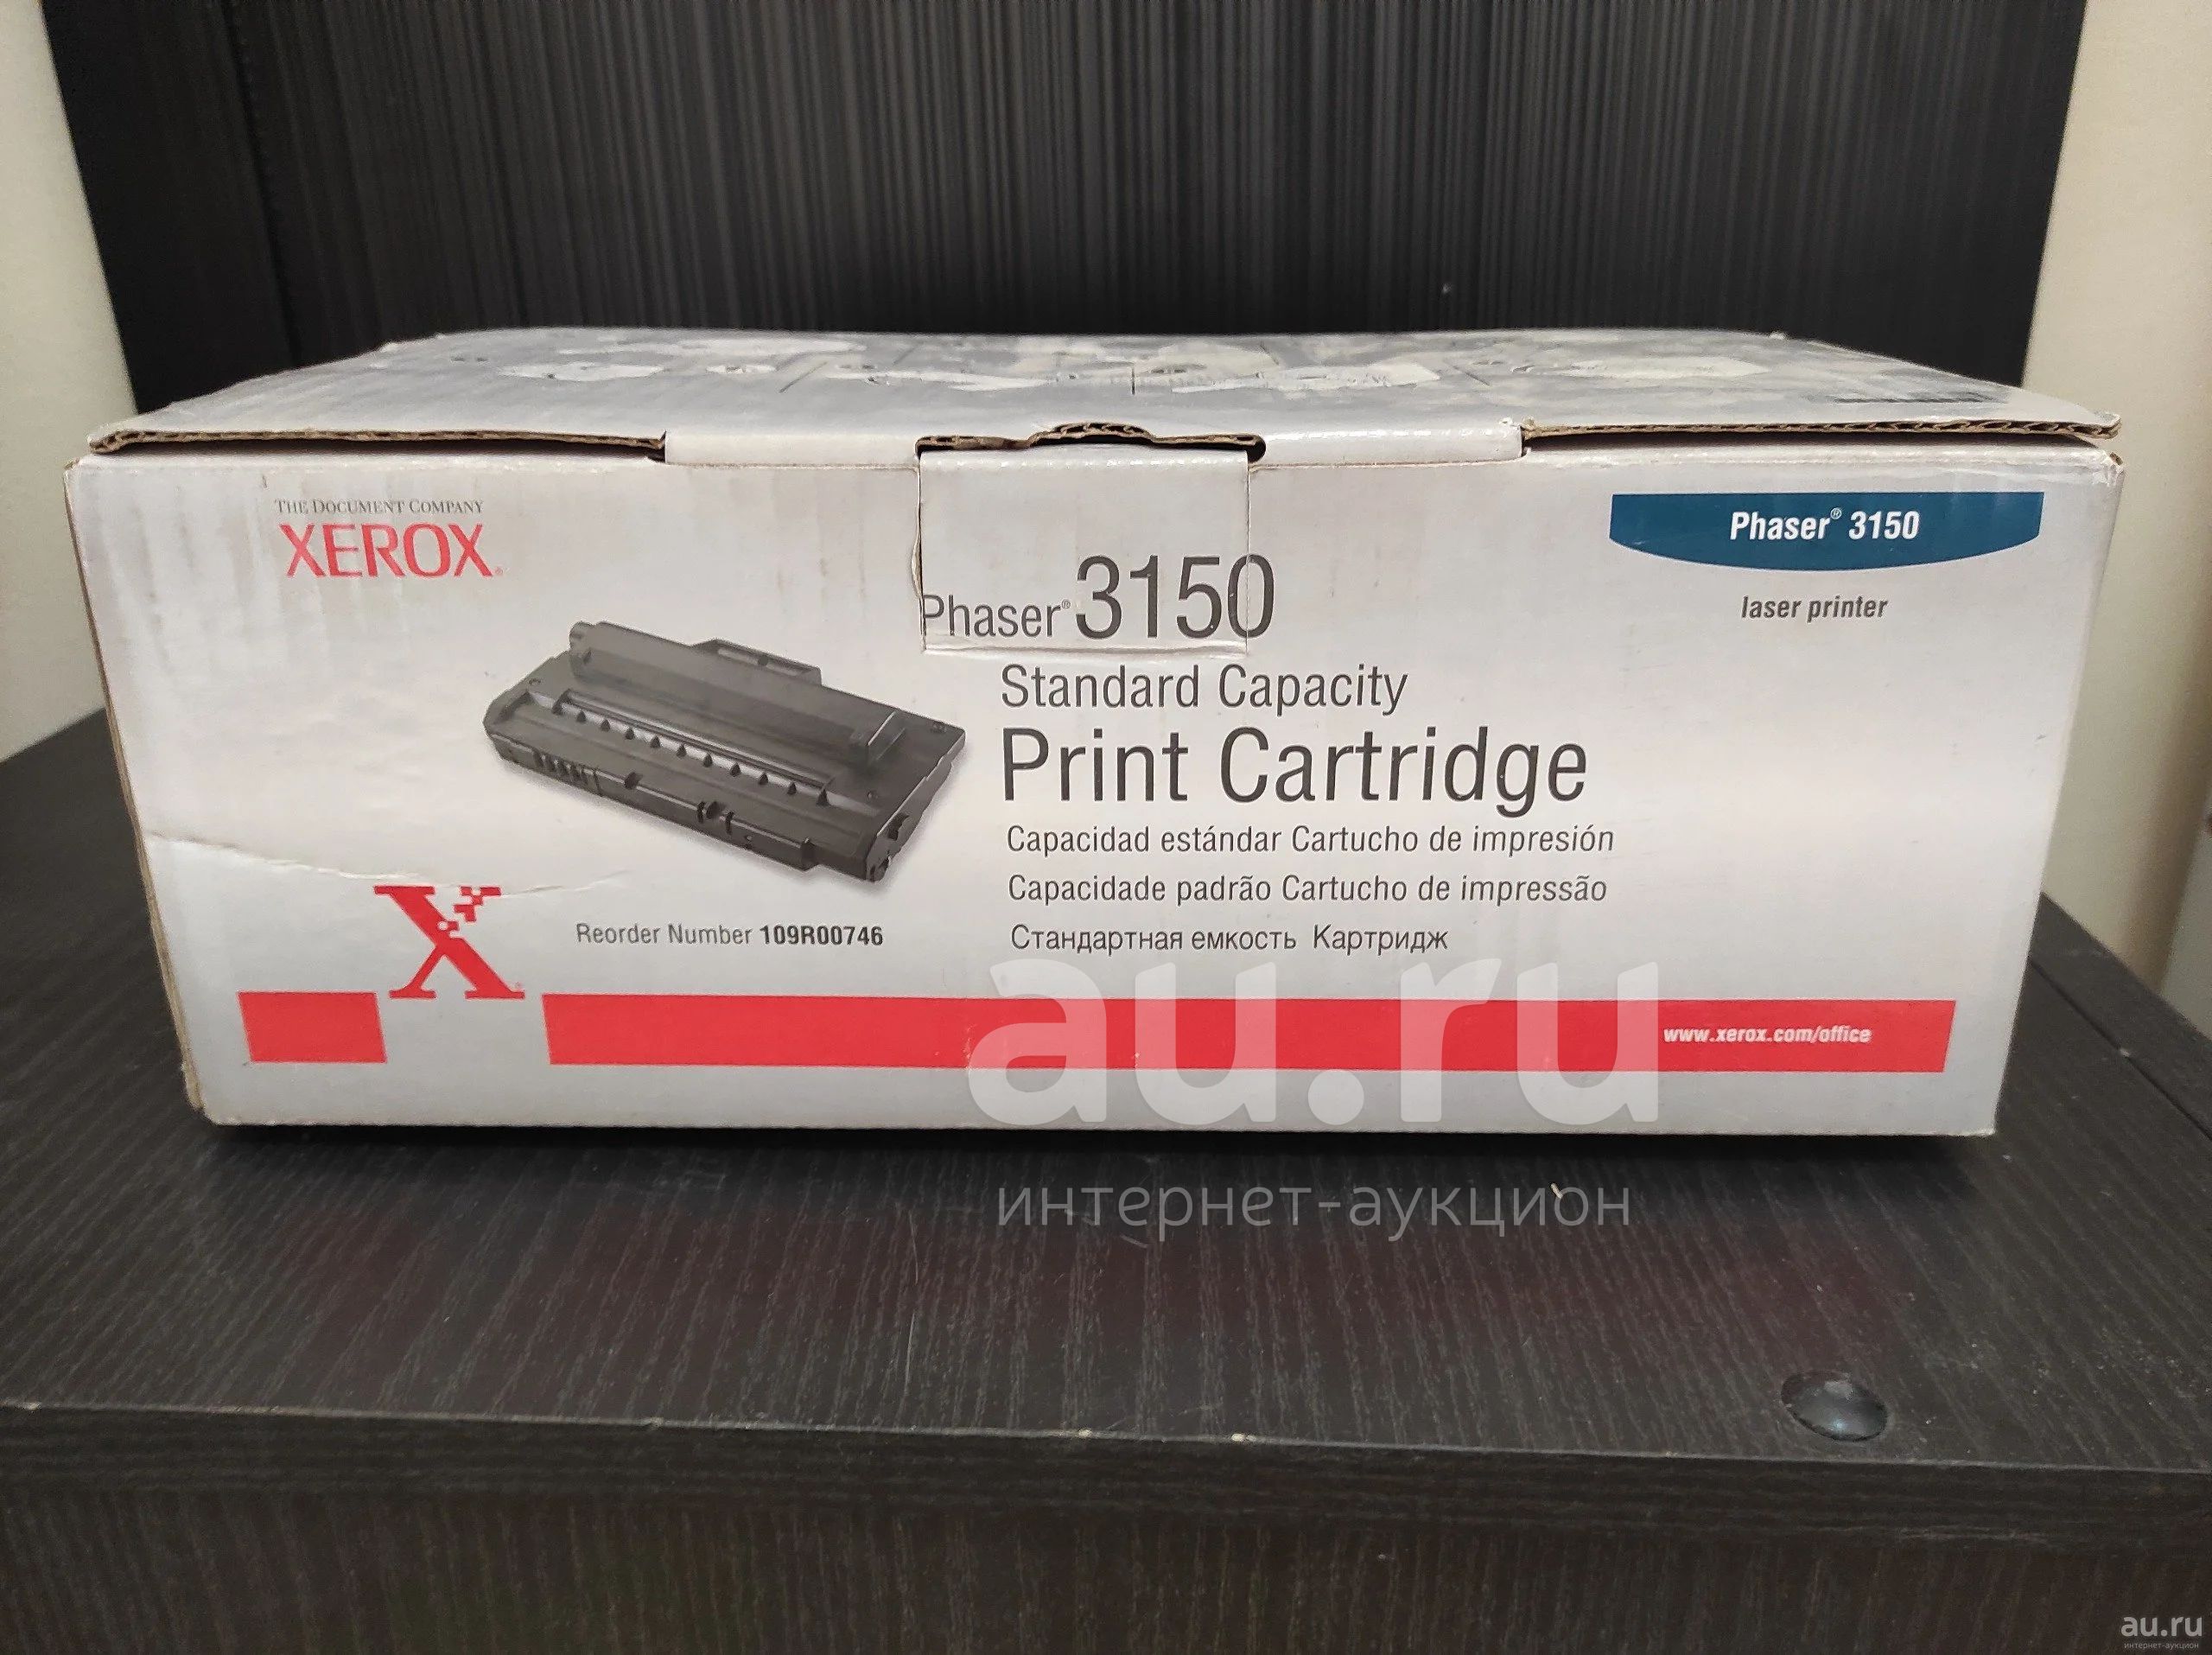 THE DOCUMENT COMPANY
XEROX®
Phaser® 3150
laser printer
Phaser® 3150
Standard Capacity
Print Cartridge
Capacidad estándar Cartucho de impresión
Capacidade padrão Cartucho de impressão
Стандартная емкость Картридж
Reorder Number 109R00746
X®
www.xerox.com/office
au.ru
интернет-аукцион
au.ru
интернет-аукцион